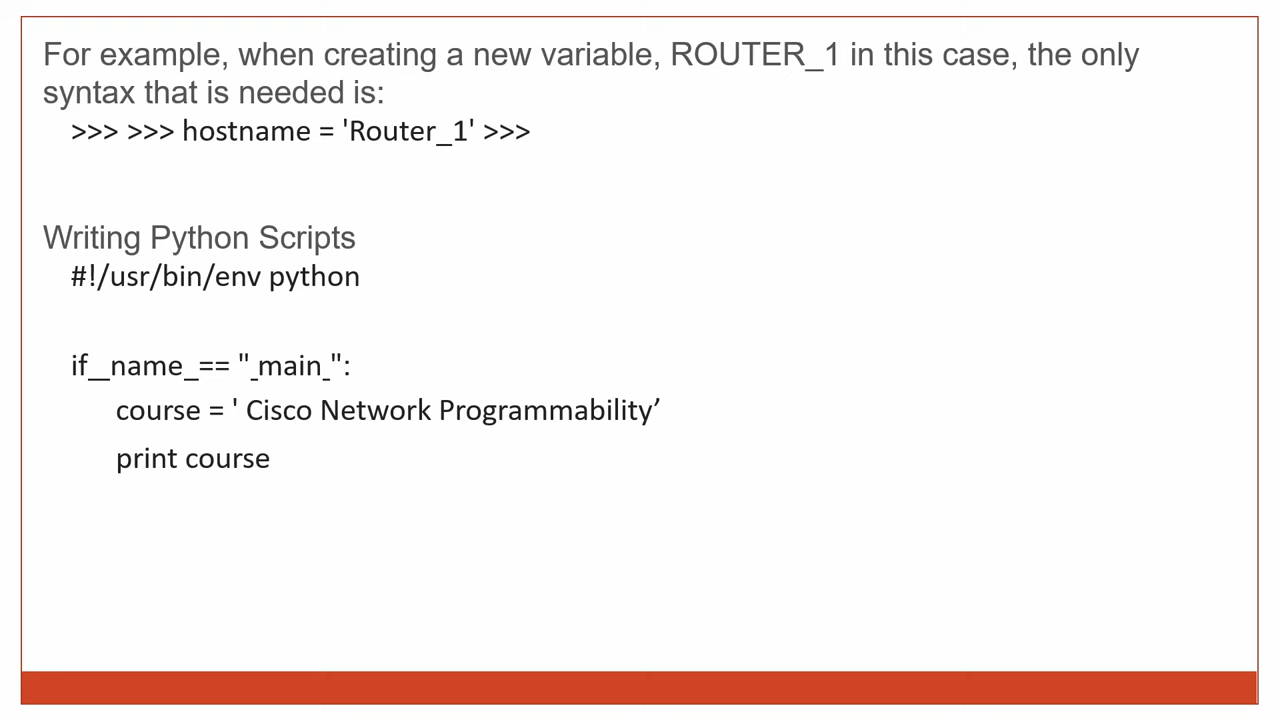 For example, when creating a new variable, ROUTER_1 in this case, the only
syntax that is needed is:
>>> >>> hostname = 'Router_1' >>>
Writing Python Scripts
#!/usr/bin/env python
if__name_== "_main_":
course = ' Cisco Network Programmability’
print course